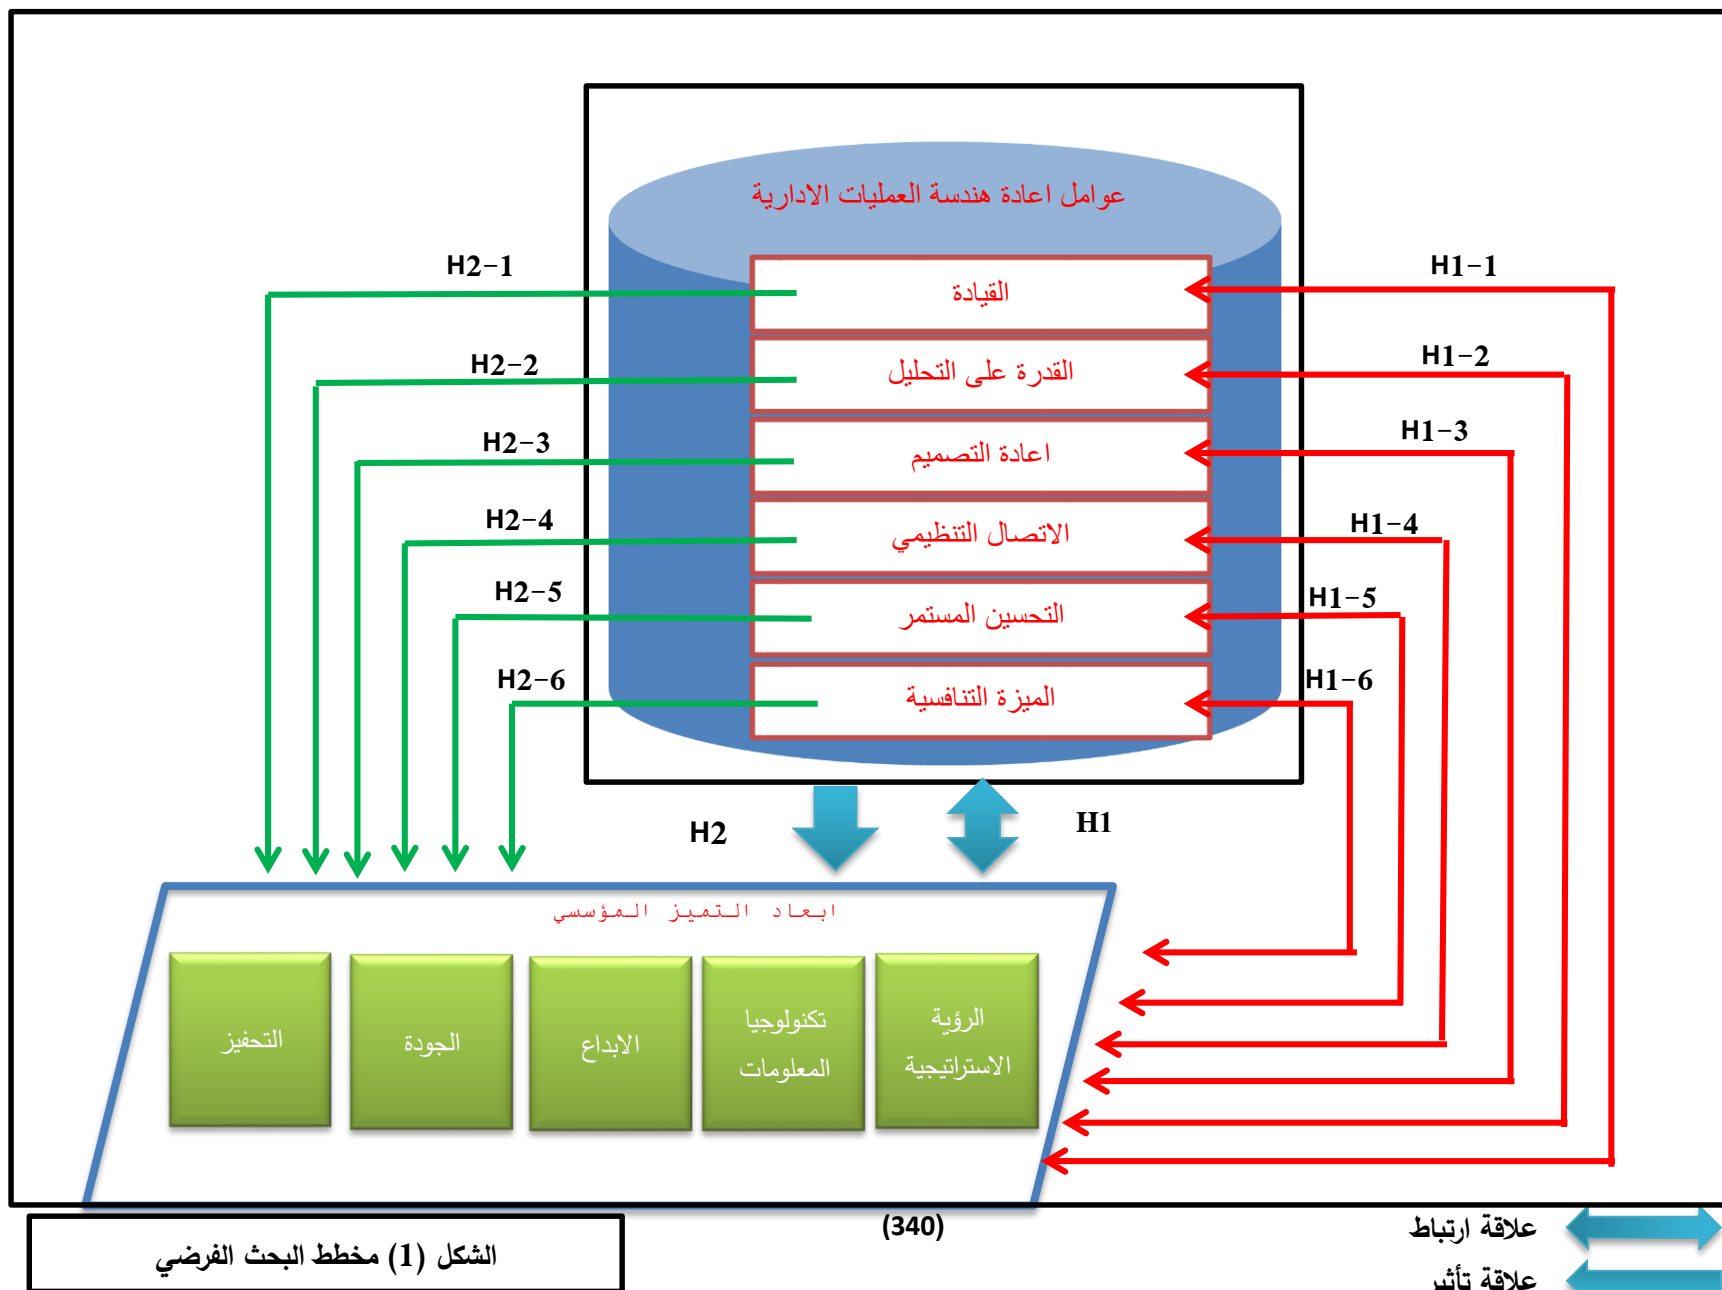 عوامل اعادة هندسة العمليات الادارية
H1-1
القيادة
H2-1
H1-2
القدرة على التحليل
H2-2
H1-3
اعادة التصميم
H2-3
H1-4
الاتصال التنظيمي
H2-4
H1-5
التحسين المستمر
H2-5
H1-6
الميزة التنافسية
H2-6
H1
H2
ابعاد التميز المؤسسي
الرؤية
الاستراتيجية
تكنولوجيا
المعلومات
الابداع
الجودة
التحفيز
علاقة ارتباط
علاقة تأثير
(340)
الشكل (1) مخطط البحث الفرضي